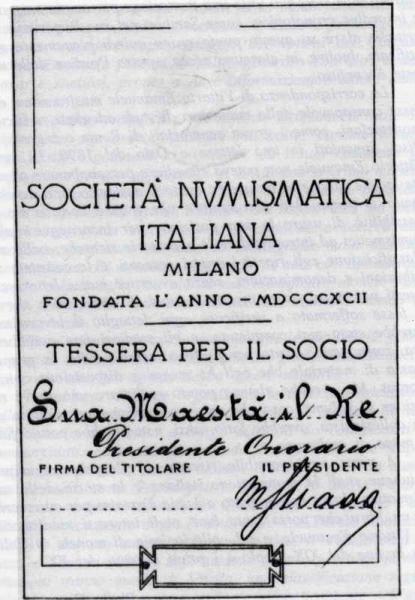 SOCIETA NVMISMATICA
ITALIANA
MILANO
FONDATA L'ANNO – MDCCCXCII
TESSERA PER IL SOCIO
Sua Maestà il Re.
Presidente Onorario
FIRMA DEL TITOLARE IL PRESIDENTE